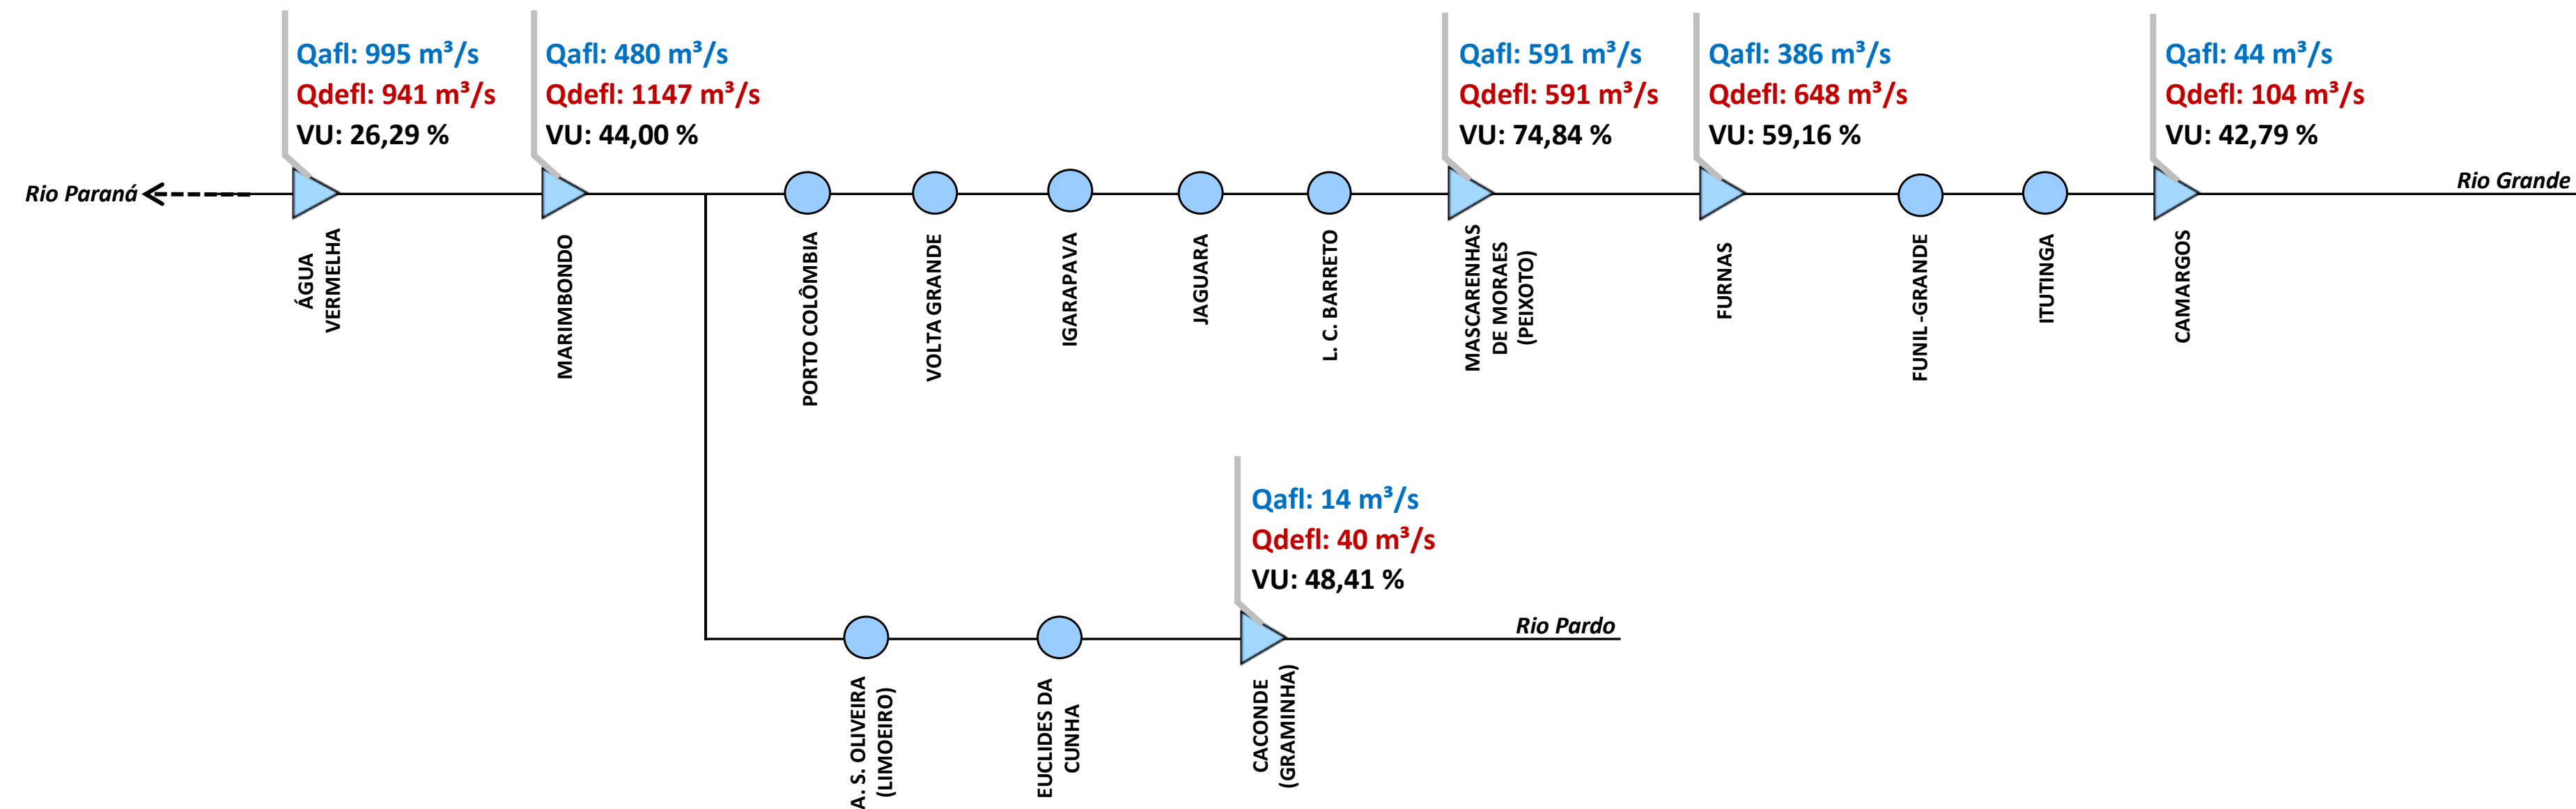 Qafl: 995 m³/s
Qdefl: 941 m³/s
VU: 26,29 %
Qafl: 480 m³/s
Qdefl: 1147 m³/s
VU: 44,00 %
Qafl: 591 m³/s
Qdefl: 591 m³/s
VU: 74,84 %
Qafl: 386 m³/s
Qdefl: 648 m³/s
VU: 59,16 %
Qafl: 44 m³/s
Qdefl: 104 m³/s
VU: 42,79 %
Rio Paraná
Rio Grande
ÁGUA
VERMRLHA
MARIMBONDO
PORTO COLÔMBIA
VOLTA GRANDE
IGARAPAVA
JAGUARA
L. C. BARRETO
MASCARENHAS
DE MORAES
(PEIXOTO)
FURNAS
FUNIL -GRANDE
ITUTINGA
CAMARGOS
Qafl: 14 m³/s
Qdefl: 40 m³/s
VU: 48,41 %
Rio Pardo
A. S. OLIVEIRA
(LIMOEIRO)
EUCLIDES DA
CUNHA
CACONDE
(GRAMINHA)